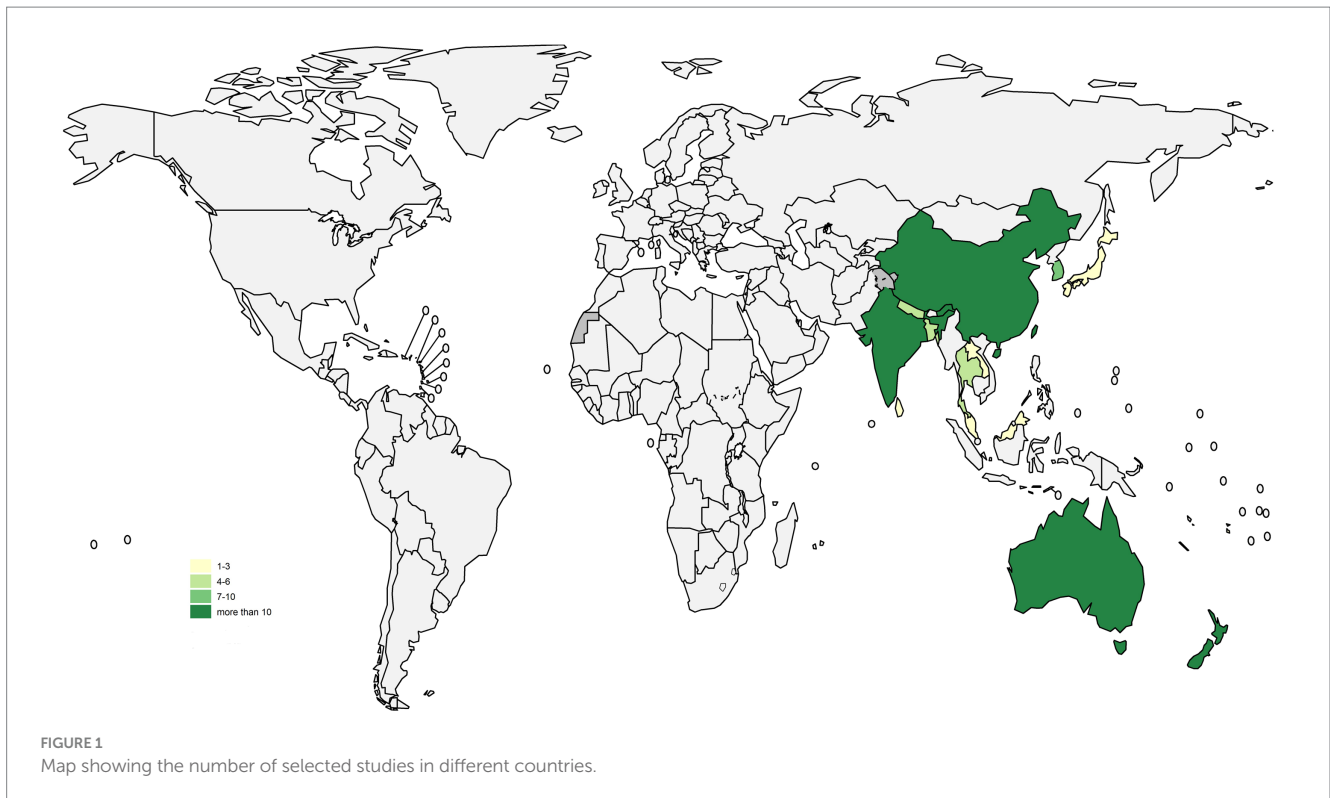 1-3
4-6
7-10
more than 10
FIGURE 1
Map showing the number of selected studies in different countries.